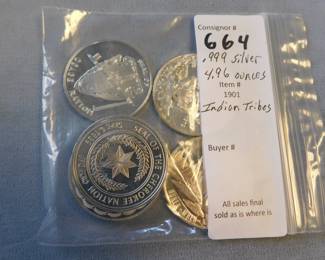 Consignor #
664
.999 silver
4.96 ounces
Item #
1901
Indian Tribes
Buyer #
All sales final
sold as is where is
SEAL OF THE CHEROKEE NATION